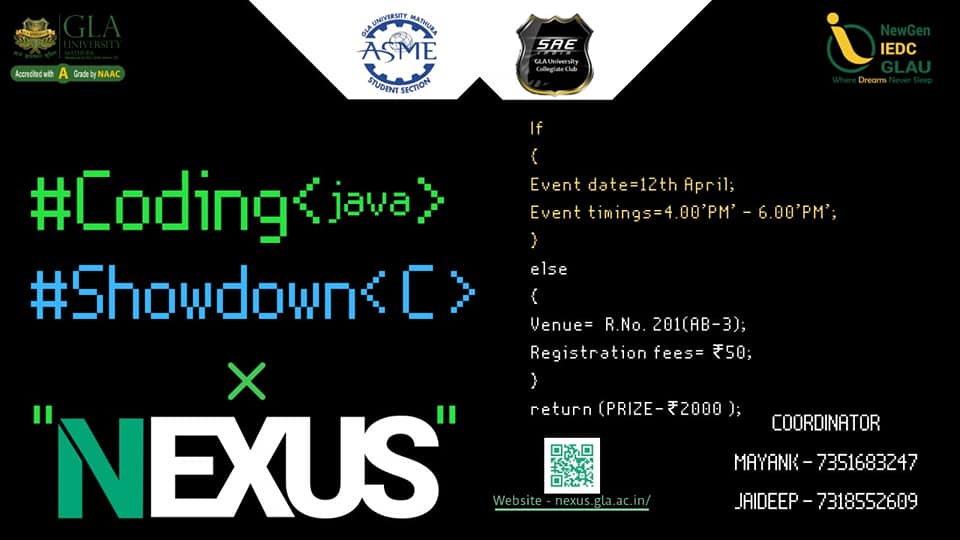 GLA
UNIVERSITY
MATHURA
Accredited with A Grade by NAAC
GLA UNIVERSITY MATHURA
ASME
STUDENT SECTION
SAE
GLA University
Collegiate Club
NewGen
IEDC
GLAU
Where Dreams Never Sleep
#Coding<java>
#Showdown<C>
×
"NEXUS"
If
{
Event date=12th April;
Event timings=4.00'PM' - 6.00'PM';
}
else
{
Venue= R.No. 201(AB-3);
Registration fees= ₹50;
}
return (PRIZE-₹2000 );
Website - nexus.gla.ac.in/
COORDINATOR
MAYANK - 7351683247
JAIDEEP - 7318552609